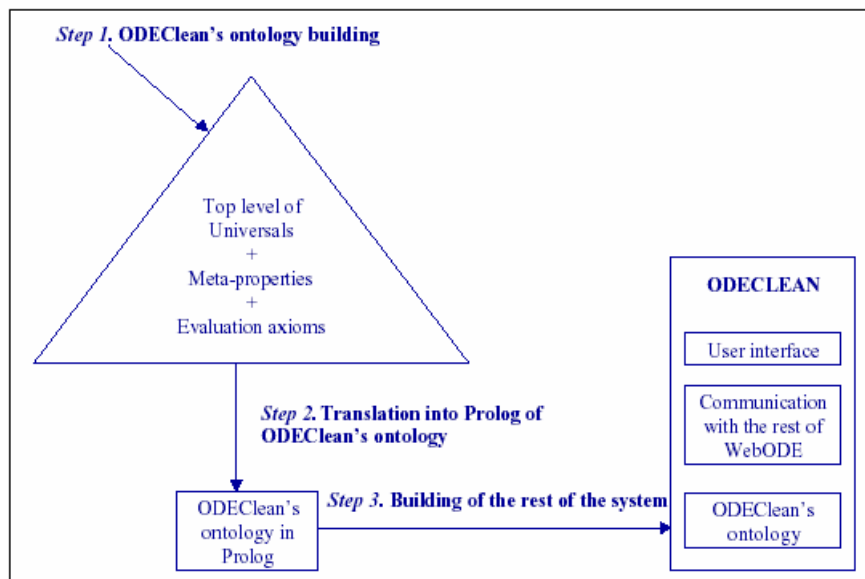 Step 1. ODEClean's ontology building
Top level of
Universals
+
Meta-properties
+
Evaluation axioms
Step 2. Translation into Prolog of
ODEClean's ontology
ODEClean's
ontology in
Prolog
Step 3. Building of the rest of the system
ODECLEAN
User interface
Communication
with the rest of
WebODE
ODEClean's
ontology